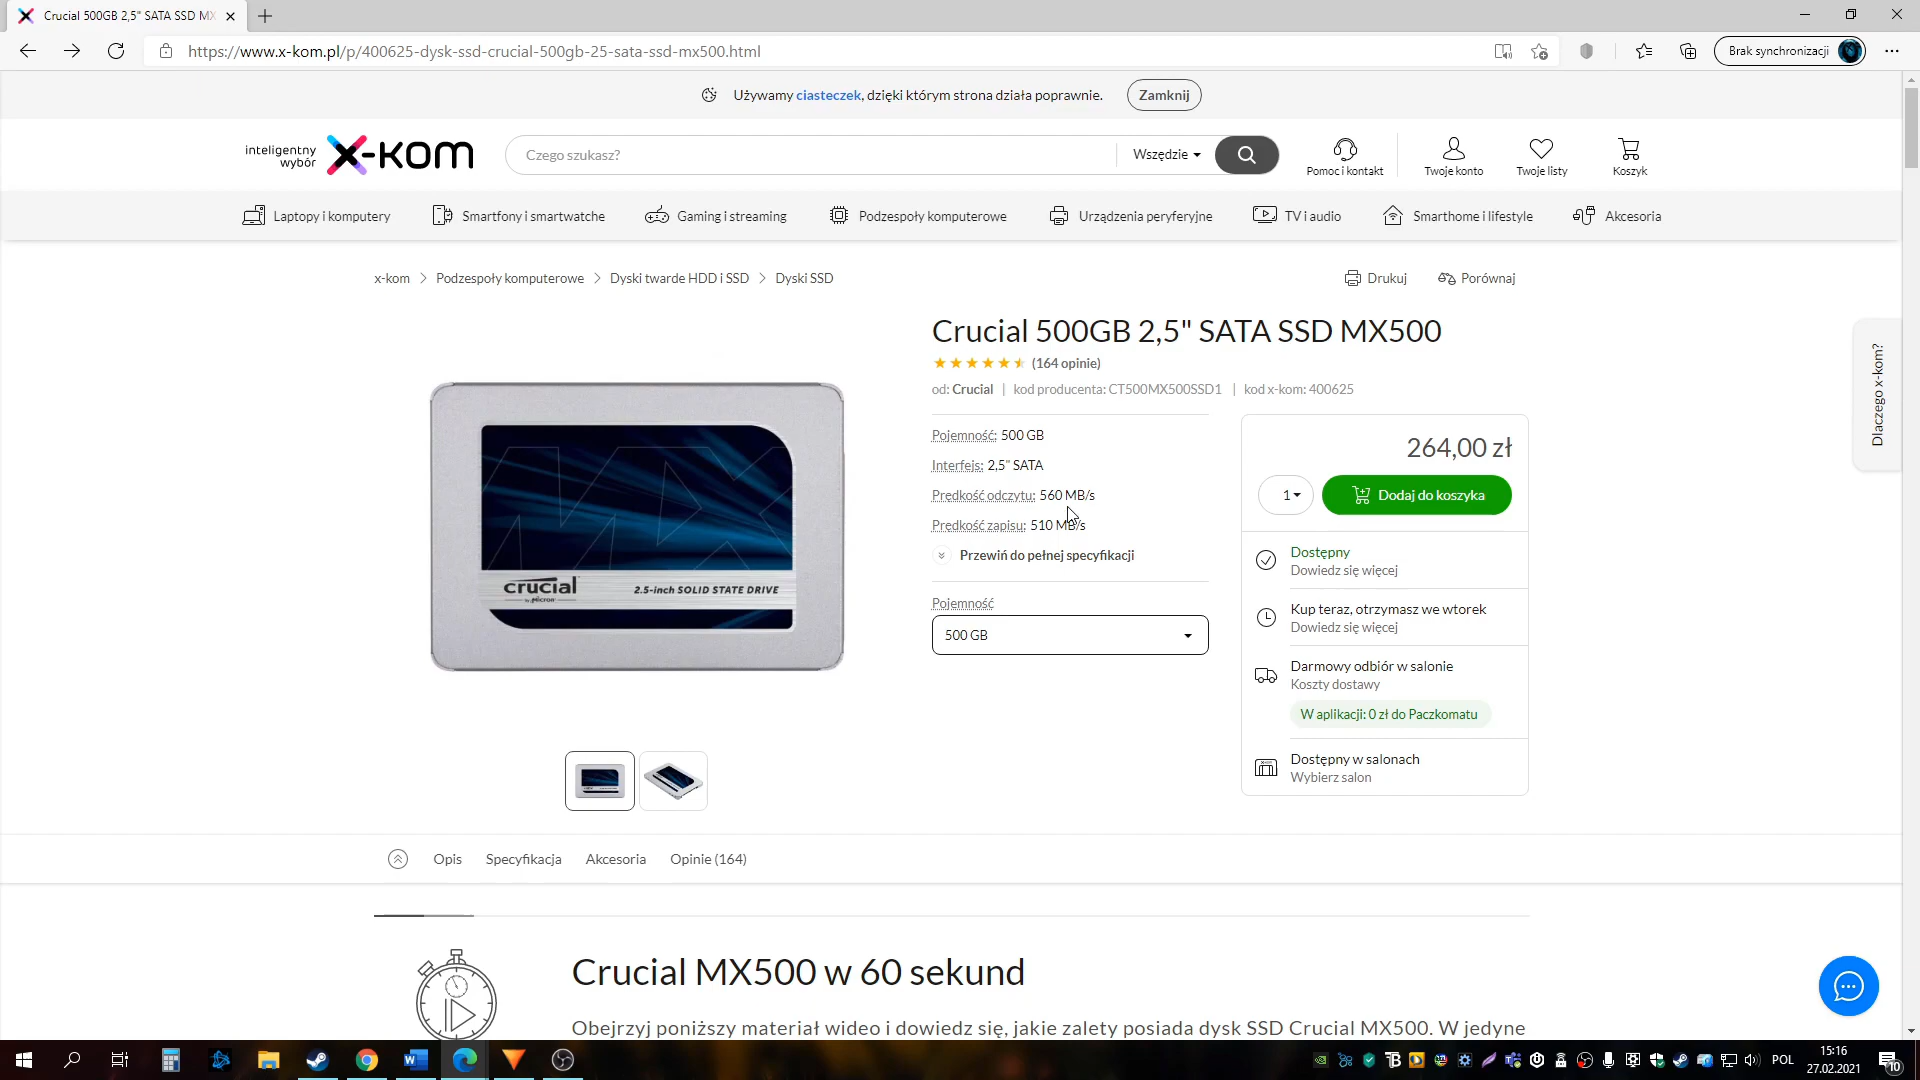 Crucial 500GB 2,5" SATA SSD MX
https://www.x-kom.pl/p/400625-dysk-ssd-crucial-500gb-25-sata-ssd-mx500.html
Brak synchronizacji
Używamy ciasteczek, dzięki którym strona działa poprawnie.
Zamknij
inteligentny
wybór
x-kom
Czego szukasz?
Wszędzie
Pomoc i kontakt
Twoje konto
Twoje listy
Koszyk
Laptopy i komputery
Smartfony i smartwatche
Gaming i streaming
Podzespoły komputerowe
Urządzenia peryferyjne
TV i audio
Smarthome i lifestyle
Akcesoria
x-kom > Podzespoły komputerowe > Dyski twarde HDD i SSD > Dyski SSD
Drukuj
Porównaj
Crucial 500GB 2,5" SATA SSD MX500
(164 opinie)
od: Crucial | kod producenta: CT500MX500SSD1 | kod x-kom: 400625
Pojemność: 500 GB
Interfejs: 2,5" SATA
Prędkość odczytu: 560 MB/s
Prędkość zapisu: 510 MB/s
Przewiń do pełnej specyfikacji
Pojemność
500 GB
264,00 zł
1
Dodaj do koszyka
Dostępny
Dowiedz się więcej
Kup teraz, otrzymasz we wtorek
Dowiedz się więcej
Darmowy odbiór w salonie
Koszty dostawy
W aplikacji: 0 zł do Paczkomatu
Dostępny w salonach
Wybierz salon
Dlaczego x-kom?
MX
crucial
by Micron
2.5-inch SOLID STATE DRIVE
Opis
Specyfikacja
Akcesoria
Opinie (164)
Crucial MX500 w 60 sekund
Obejrzyj poniższy materiał wideo i dowiedz się, jakie zalety posiada dysk SSD Crucial MX500. W jedyne
POL
15:16
27.02.2021
10